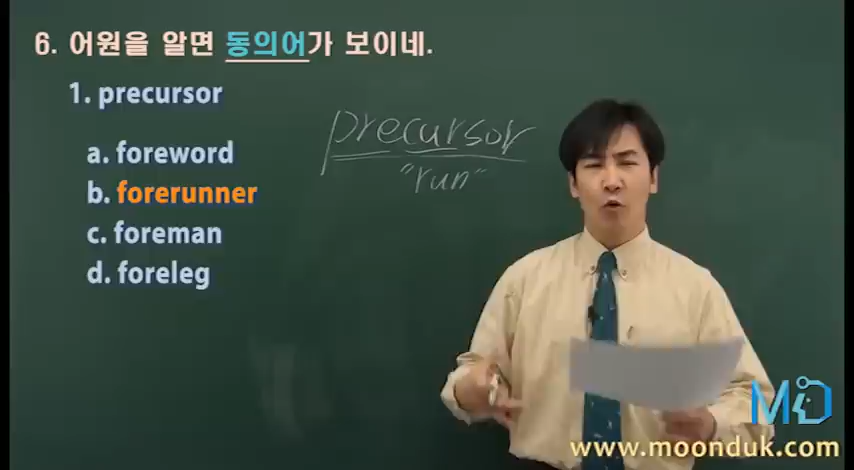 6. 어원을 알면 동의어가 보이네.
1. precursor
a. foreword
b. forerunner
c. foreman
d. foreleg
precursor
"run"
MD
www.moonduk.com